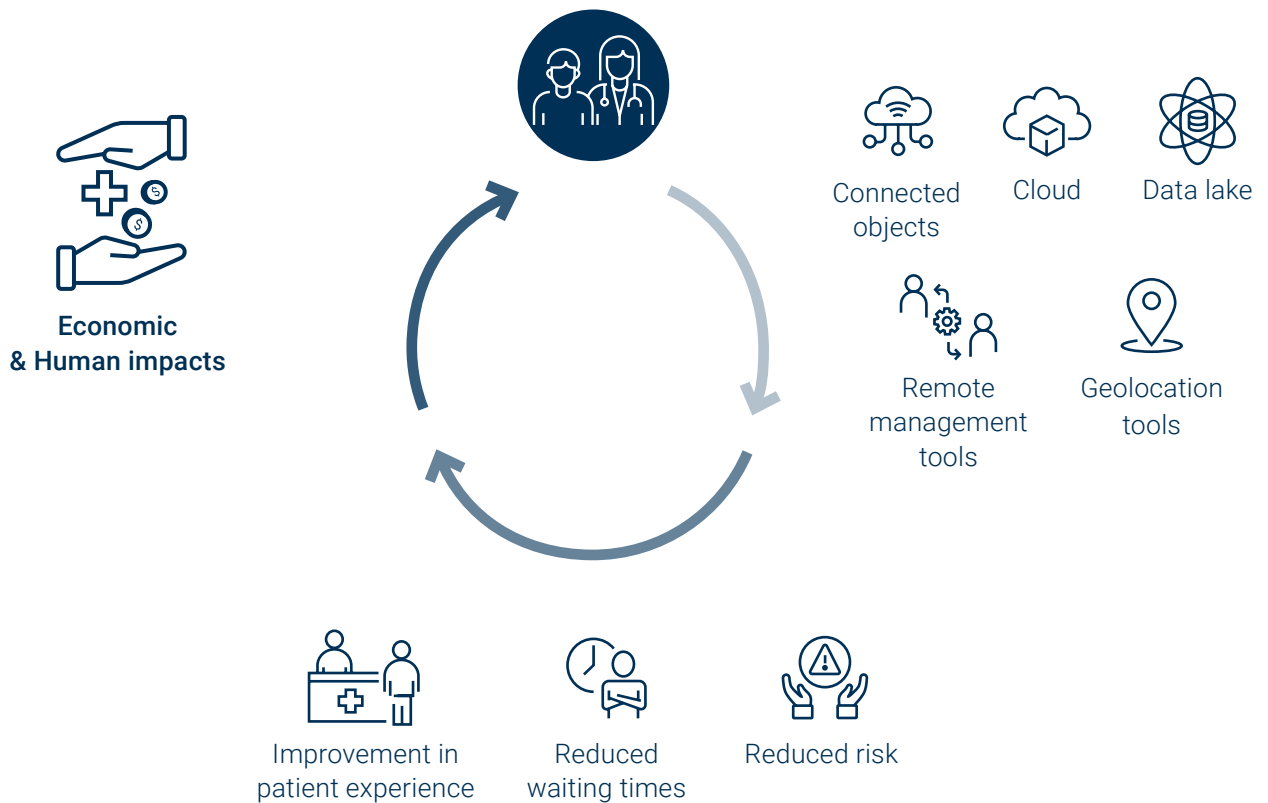 Connected
objects
Cloud
Data lake
Remote
management
tools
Geolocation
tools
Economic
& Human impacts
Improvement in
patient experience
Reduced
waiting times
Reduced risk
$
$